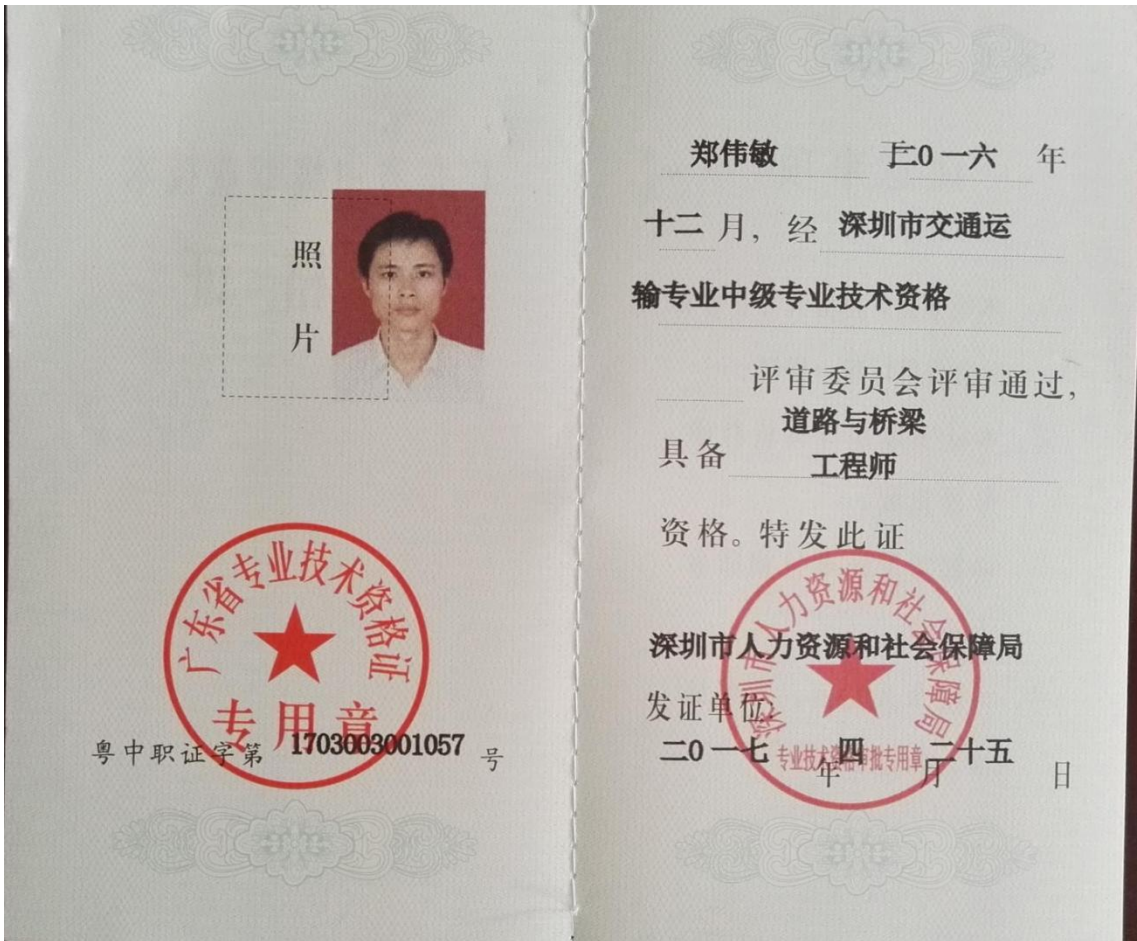 照
片
广东省专业技术资格证
专用章
粤中职证字第 1703003001057 号
郑伟敏 于二0一六 年
十二 月，经 深圳市交通运
输专业中级专业技术资格
评审委员会评审通过，
道路与桥梁
具备 工程师
资格。特发此证
深圳市人力资源和社会保障局
深圳市人力资源和社会保障局
发证单位：
专业技术资格审批专用章
二0一七 年 四 月 二十五 日